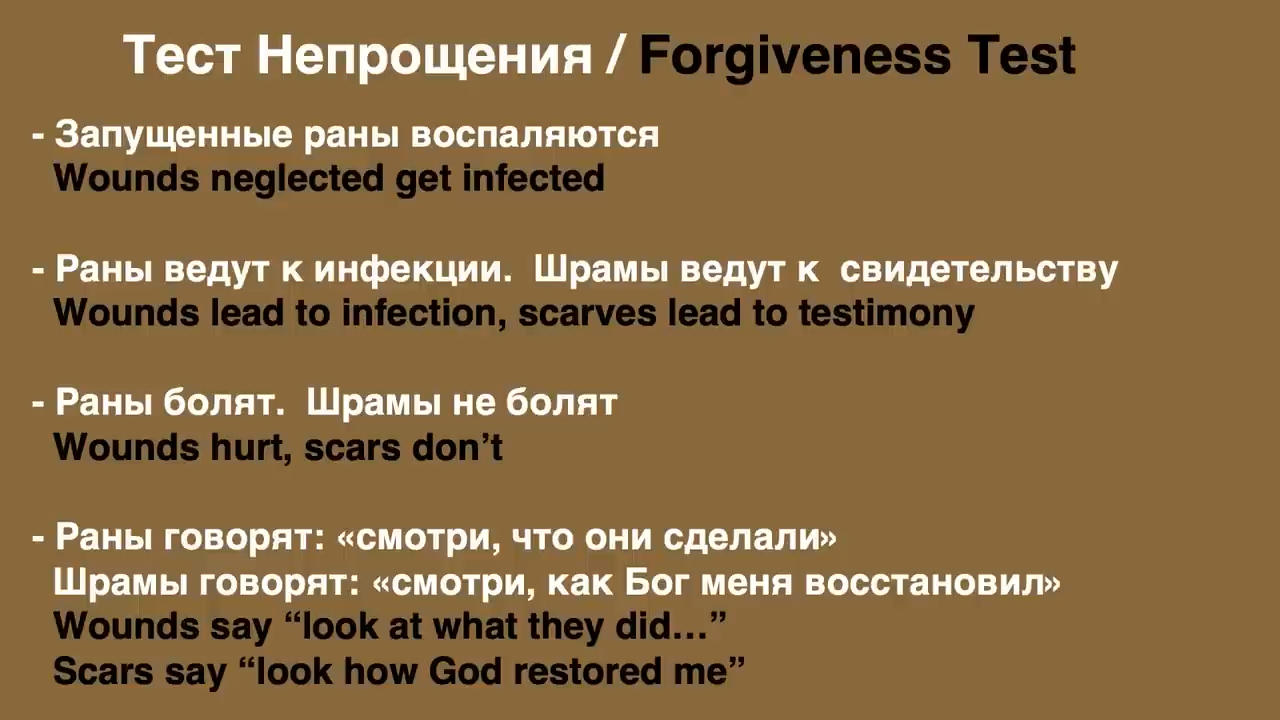 Тест Непрощения / Forgiveness Test
- Запущенные раны воспаляются
Wounds neglected get infected
- Раны ведут к инфекции.  Шрамы ведут к  свидетельству
Wounds lead to infection, scarves lead to testimony
- Раны болят.  Шрамы не болят
Wounds hurt, scars don’t
- Раны говорят: «смотри, что они сделали»
Шрамы говорят: «смотри, как Бог меня восстановил»
Wounds say “look at what they did…”
Scars say “look how God restored me”